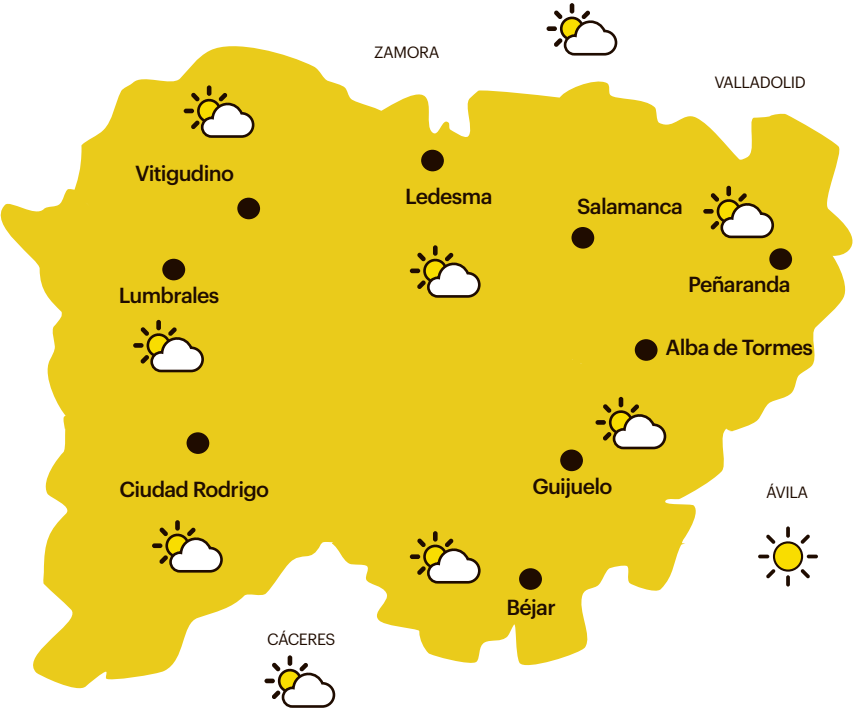 ZAMORA
VALLADOLID
Vitigudino
Ledesma
Salamanca
Peñaranda
Lumbrales
Alba de Tormes
Ciudad Rodrigo
Guijuelo
ÁVILA
Béjar
CÁCERES